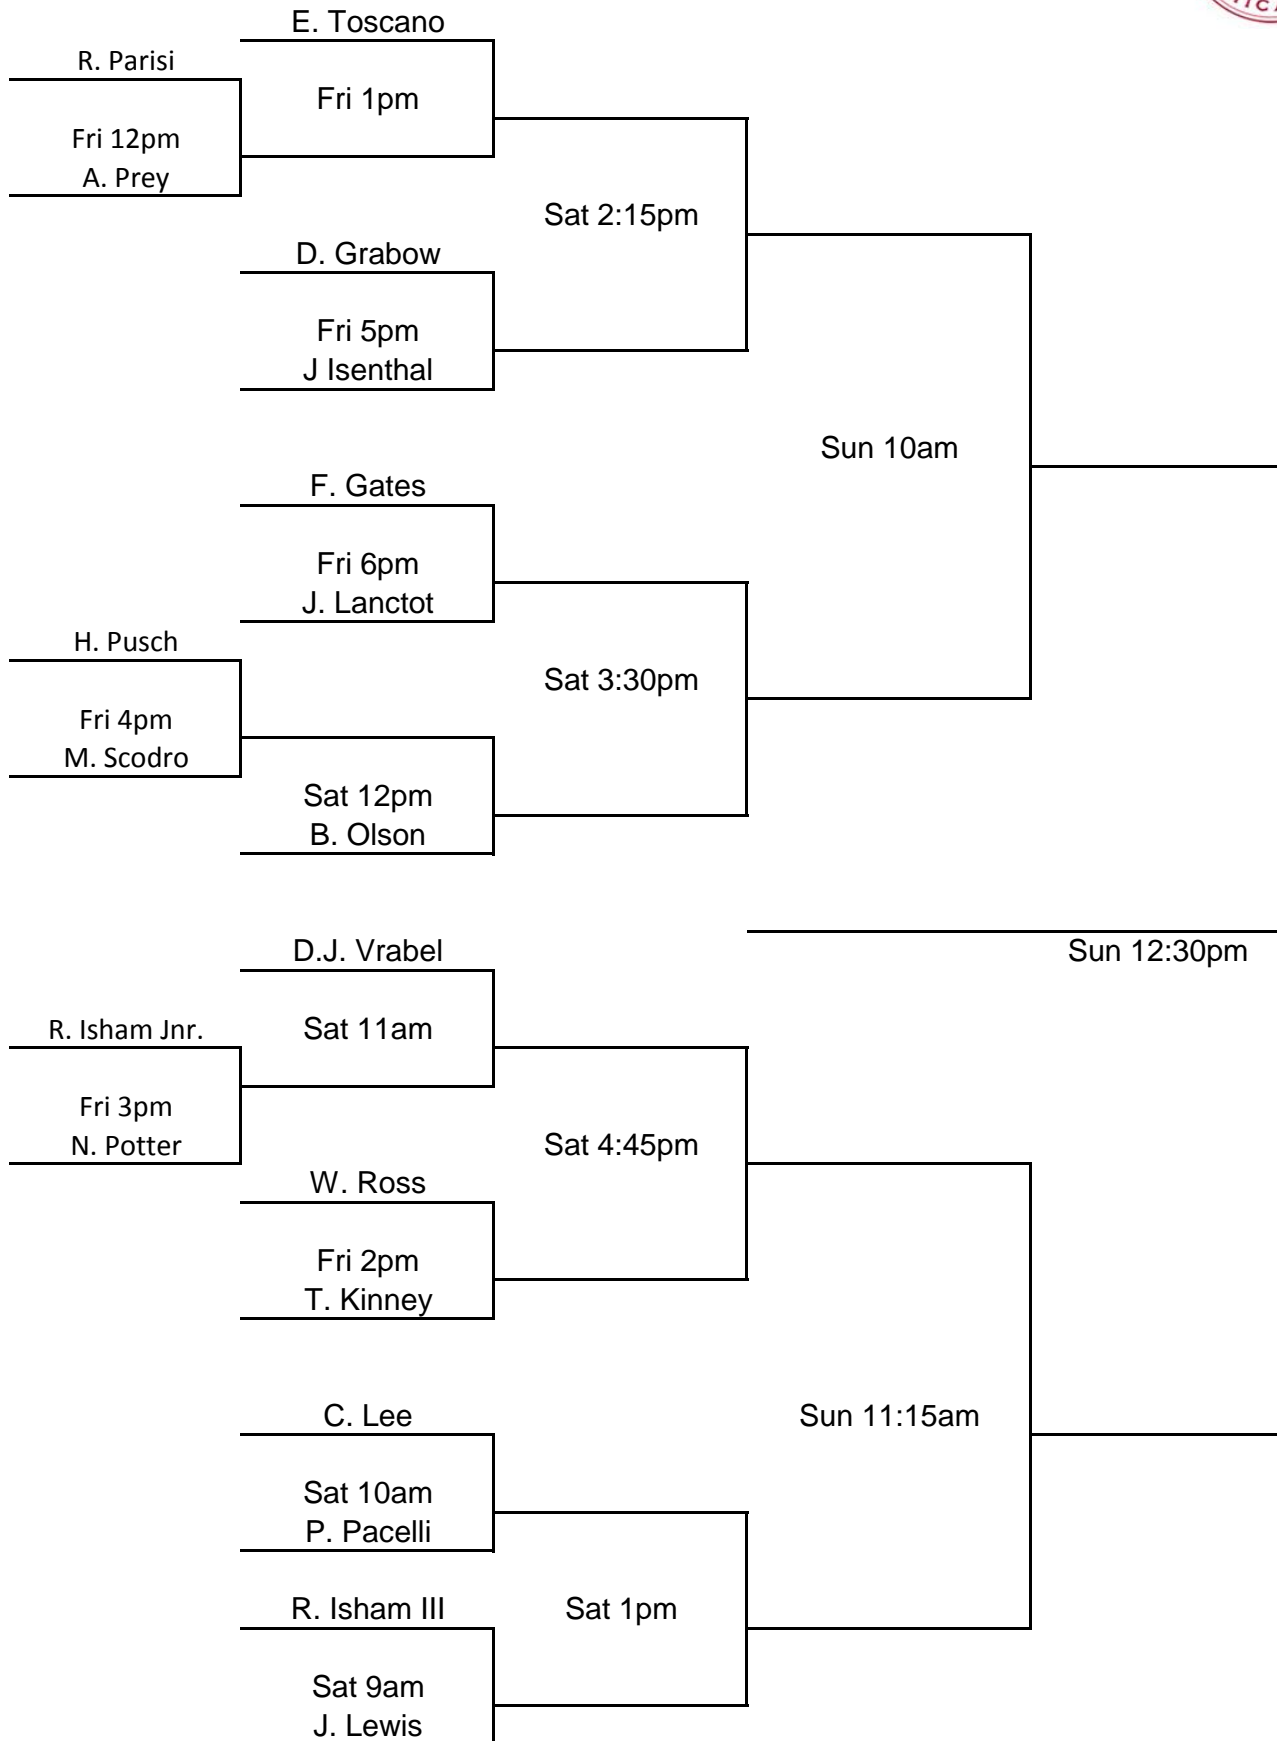 E. Toscano
R. Parisi
Fri 1pm
Fri 12pm
A. Prey
Sat 2:15pm
D. Grabow
Fri 5pm
J Isenthal
Sun 10am
F. Gates
Fri 6pm
J. Lanctot
H. Pusch
Sat 3:30pm
Fri 4pm
M. Scodro
Sat 12pm
B. Olson
D.J. Vrabel
Sun 12:30pm
R. Isham Jnr.
Sat 11am
Fri 3pm
N. Potter
Sat 4:45pm
W. Ross
Fri 2pm
T. Kinney
C. Lee
Sun 11:15am
Sat 10am
P. Pacelli
R. Isham III
Sat 1pm
Sat 9am
J. Lewis